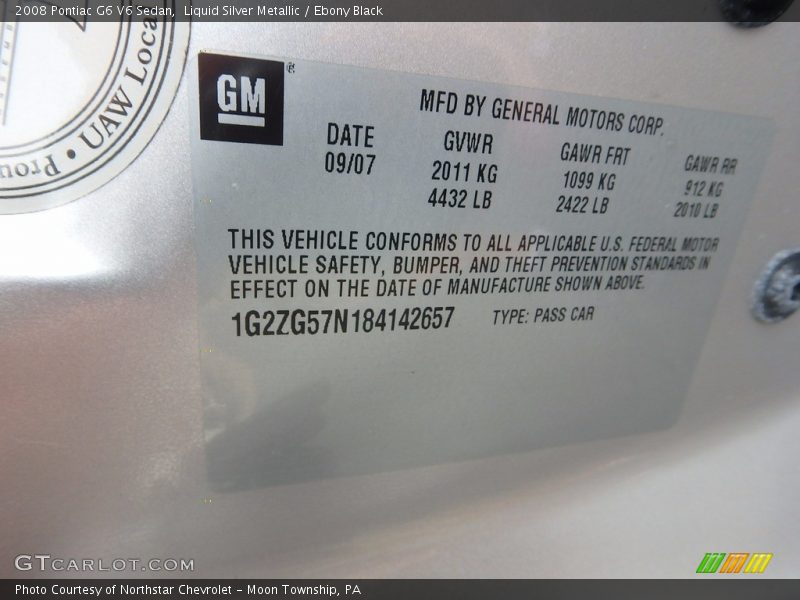 2008 Pontiac G6 V6 Sedan,  Liquid Silver Metallic / Ebony Black
Proud • UAW Local
GM®
MFD BY GENERAL MOTORS CORP.
DATE GVWR GAWR FRT GAWR RR
09/07 2011 KG 1099 KG 912 KG
4432 LB 2422 LB 2010 LB
THIS VEHICLE CONFORMS TO ALL APPLICABLE U.S. FEDERAL MOTOR
VEHICLE SAFETY, BUMPER, AND THEFT PREVENTION STANDARDS IN
EFFECT ON THE DATE OF MANUFACTURE SHOWN ABOVE.
1G2ZG57N184142657 TYPE: PASS CAR
GTCARLOT.COM
Photo Courtesy of Northstar Chevrolet – Moon Township, PA